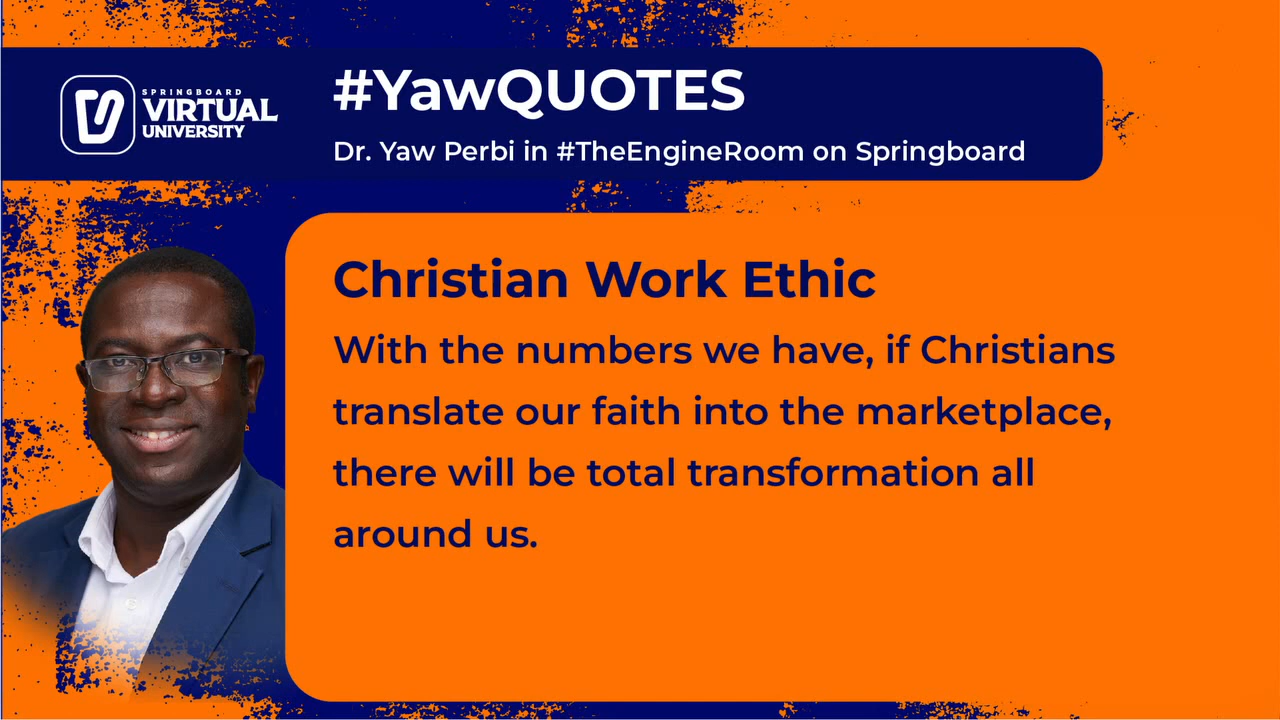 SPRINGBOARD
VIRTUAL
UNIVERSITY
#YawQUOTES
Dr. Yaw Perbi in #TheEngineRoom on Springboard
Christian Work Ethic
With the numbers we have, if Christians
translate our faith into the marketplace,
there will be total transformation all
around us.